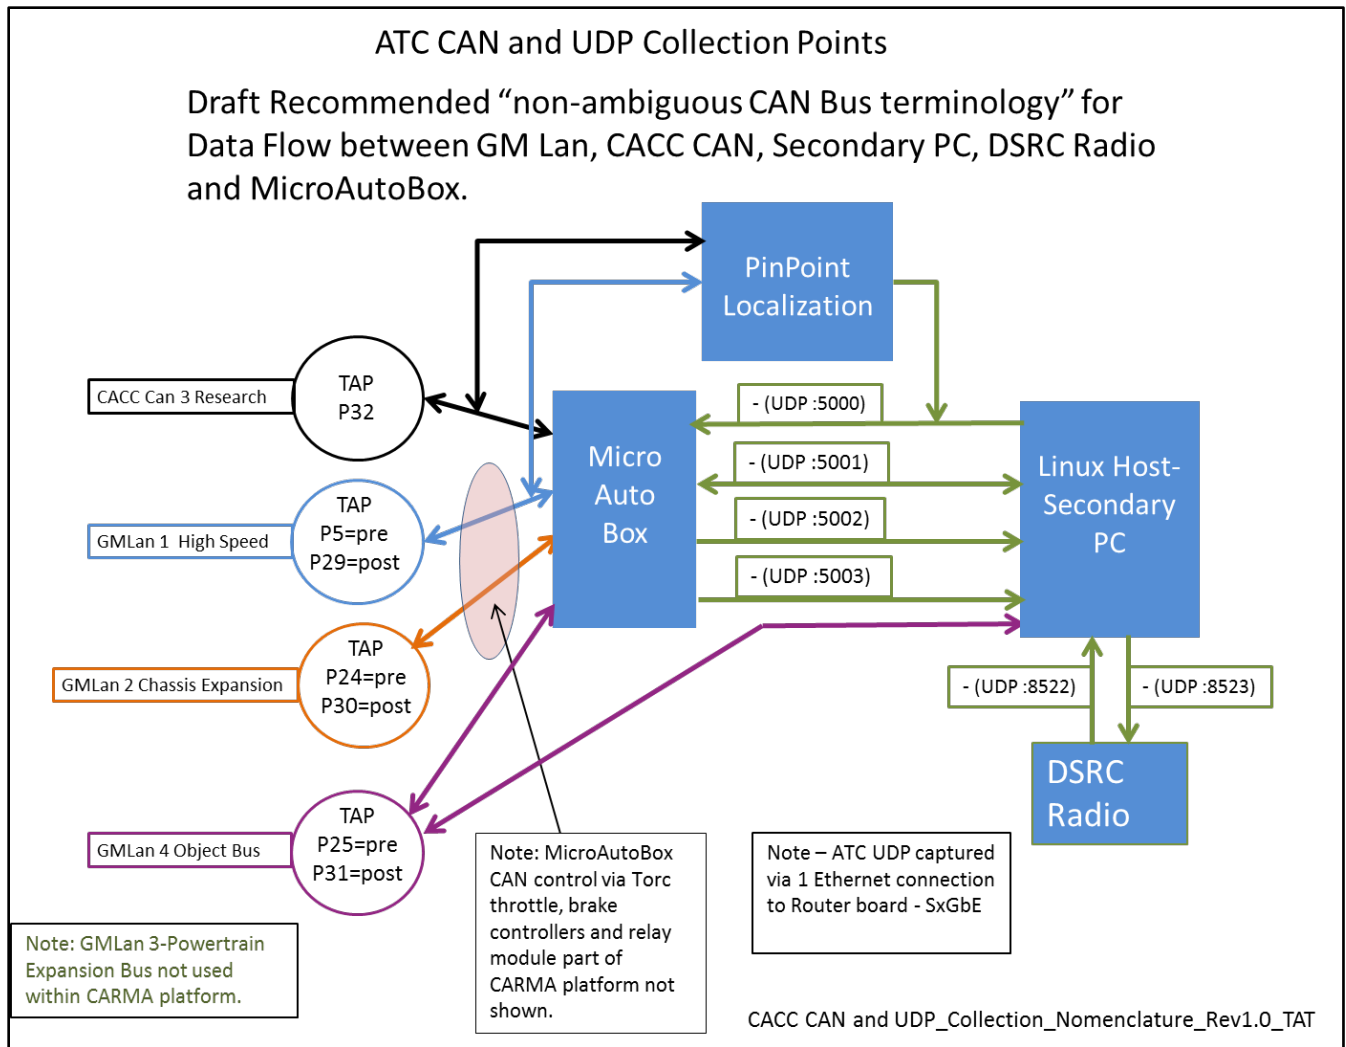 ATC CAN and UDP Collection Points
Draft Recommended “non-ambiguous CAN Bus terminology” for
Data Flow between GM Lan, CACC CAN, Secondary PC, DSRC Radio
and MicroAutoBox.
PinPoint
Localization
CACC Can 3 Research
TAP
P32
GMLan 1  High Speed
TAP
P5=pre
P29=post
GMLan 2 Chassis Expansion
TAP
P24=pre
P30=post
GMLan 4 Object Bus
TAP
P25=pre
P31=post
Micro
Auto
Box
- (UDP :5000)
- (UDP :5001)
- (UDP :5002)
- (UDP :5003)
Linux Host-
Secondary
PC
- (UDP :8522)
- (UDP :8523)
DSRC
Radio
Note: MicroAutoBox
CAN control via Torc
throttle, brake
controllers and relay
module part of
CARMA platform not
shown.
Note – ATC UDP captured
via 1 Ethernet connection
to Router board - SxGbE
Note: GMLan 3-Powertrain
Expansion Bus not used
within CARMA platform.
CACC CAN and UDP_Collection_Nomenclature_Rev1.0_TAT